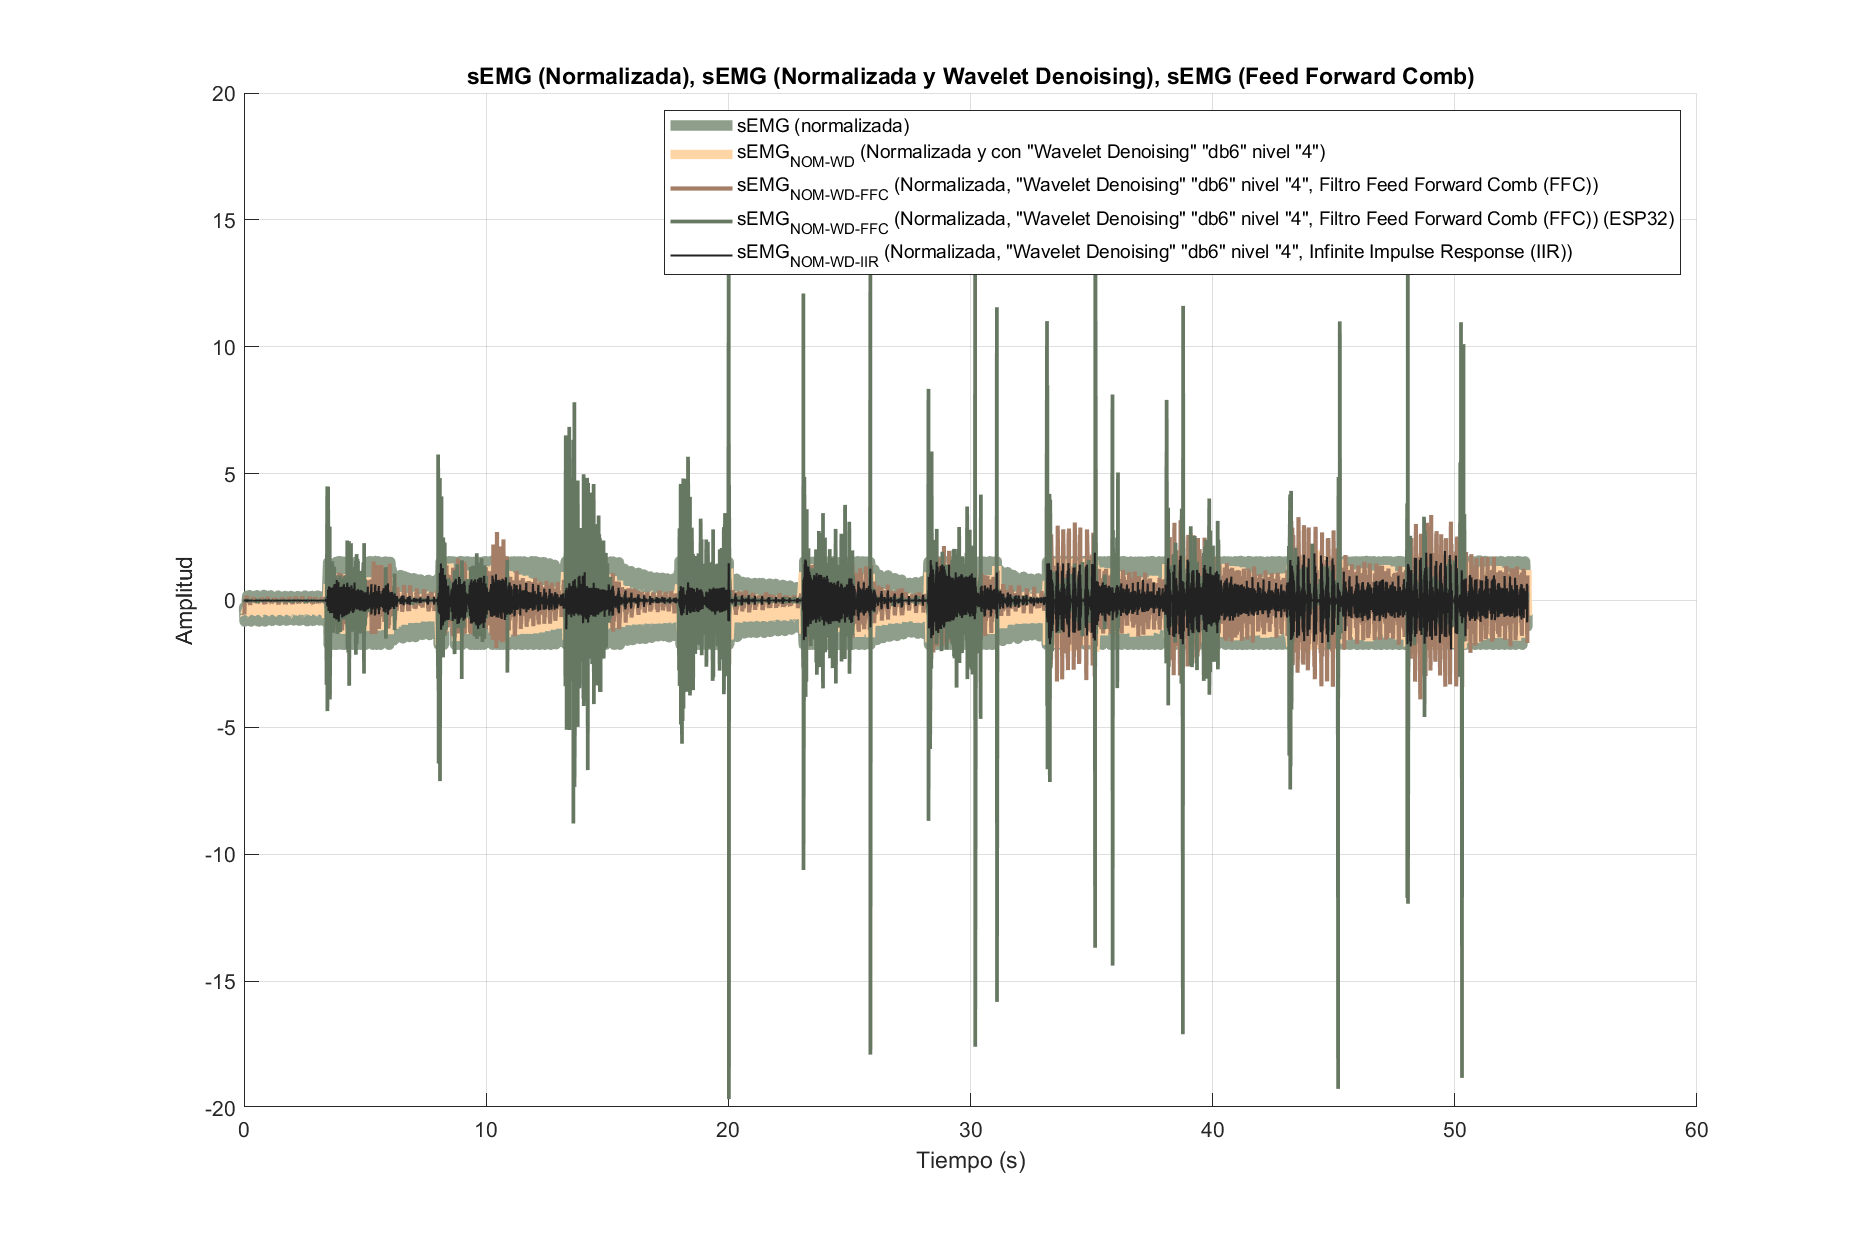 sEMG (Normalizada), sEMG (Normalizada y Wavelet Denoising), sEMG (Feed Forward Comb)
sEMG (normalizada)
sEMG_NOM-WD (Normalizada y con "Wavelet Denoising" "db6" nivel "4")
sEMG_NOM-WD-FFC (Normalizada, "Wavelet Denoising" "db6" nivel "4", Filtro Feed Forward Comb (FFC))
sEMG_NOM-WD-FFC (Normalizada, "Wavelet Denoising" "db6" nivel "4", Filtro Feed Forward Comb (FFC)) (ESP32)
sEMG_NOM-WD-IIR (Normalizada, "Wavelet Denoising" "db6" nivel "4", Infinite Impulse Response (IIR))
Amplitud
20
15
10
5
0
-5
-10
-15
-20
0 10 20 30 40 50 60
Tiempo (s)